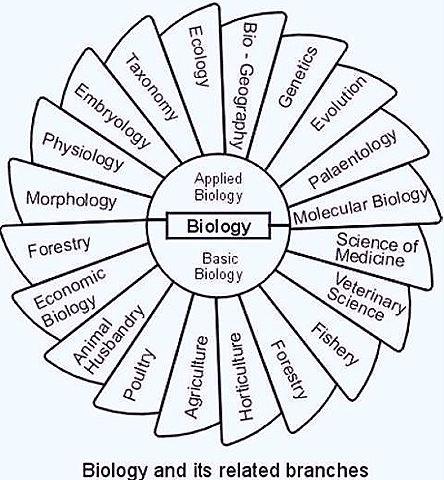 Ecology
Bio - Geography
Genetics
Evolution
Palaentology
Molecular Biology
Science of
Medicine
Veterinary
Science
Fishery
Forestry
Horticulture
Agriculture
Poultry
Animal
Husbandry
Economic
Biology
Forestry
Morphology
Physiology
Embryology
Taxonomy
Applied
Biology
Biology
Basic
Biology
Biology and its related branches